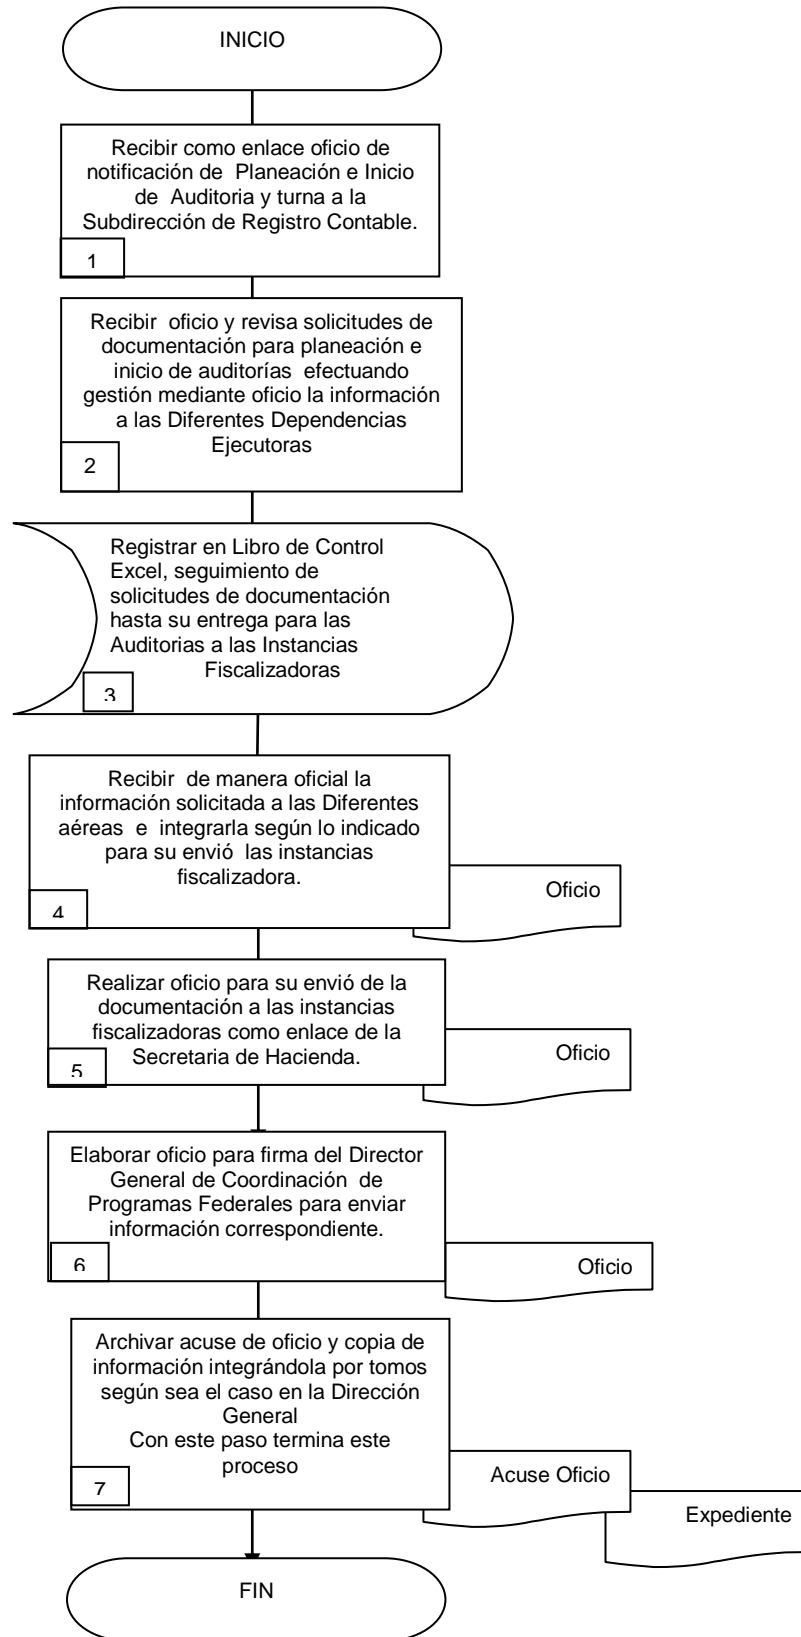 INICIO
Recibir como enlace oficio de
notificación de Planeación e Inicio
de Auditoria y turna a la
Subdirección de Registro Contable.
1
Recibir oficio y revisa solicitudes de
documentación para planeación e
inicio de auditorías efectuando
gestión mediante oficio la información
a las Diferentes Dependencias
Ejecutoras
2
Registrar en Libro de Control
Excel, seguimiento de
solicitudes de documentación
hasta su entrega para las
Auditorias a las Instancias
Fiscalizadoras
3
Recibir de manera oficial la
información solicitada a las Diferentes
aéreas e integrarla según lo indicado
para su envió las instancias
fiscalizadora.
4
Oficio
Realizar oficio para su envió de la
documentación a las instancias
fiscalizadoras como enlace de la
Secretaria de Hacienda.
5
Oficio
Elaborar oficio para firma del Director
General de Coordinación de
Programas Federales para enviar
información correspondiente.
6
Oficio
Archivar acuse de oficio y copia de
información integrándola por tomos
según sea el caso en la Dirección
General
Con este paso termina este
proceso
7
Acuse Oficio
Expediente
FIN